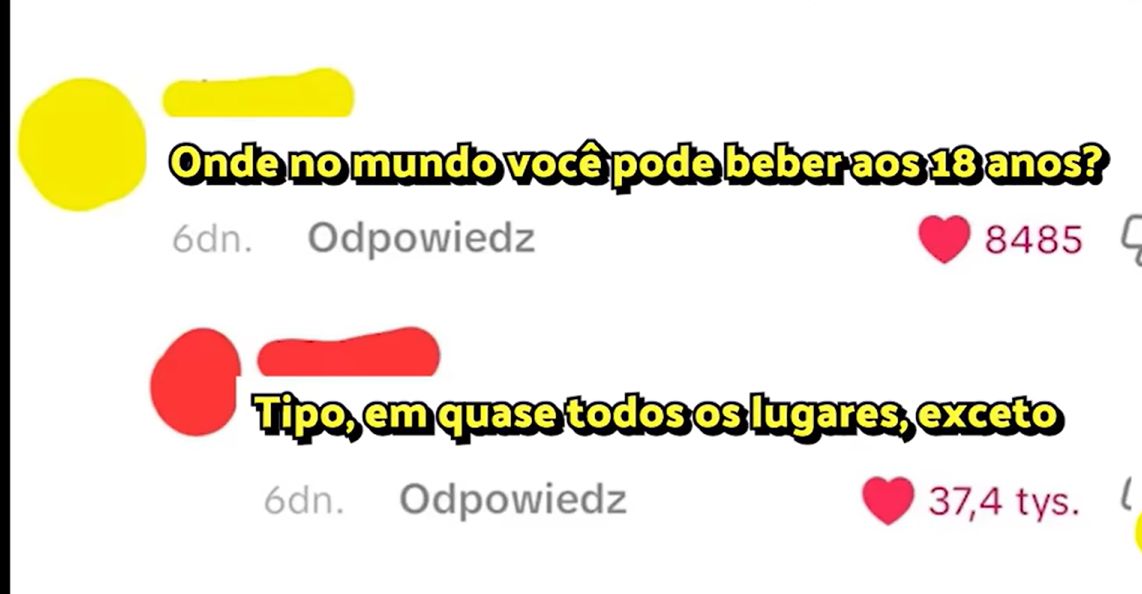 Onde no mundo você pode beber aos 18 anos?
6dn. Odpowiedz 8485
Tipo, em quase todos os lugares, exceto
6dn. Odpowiedz 37,4 tys.